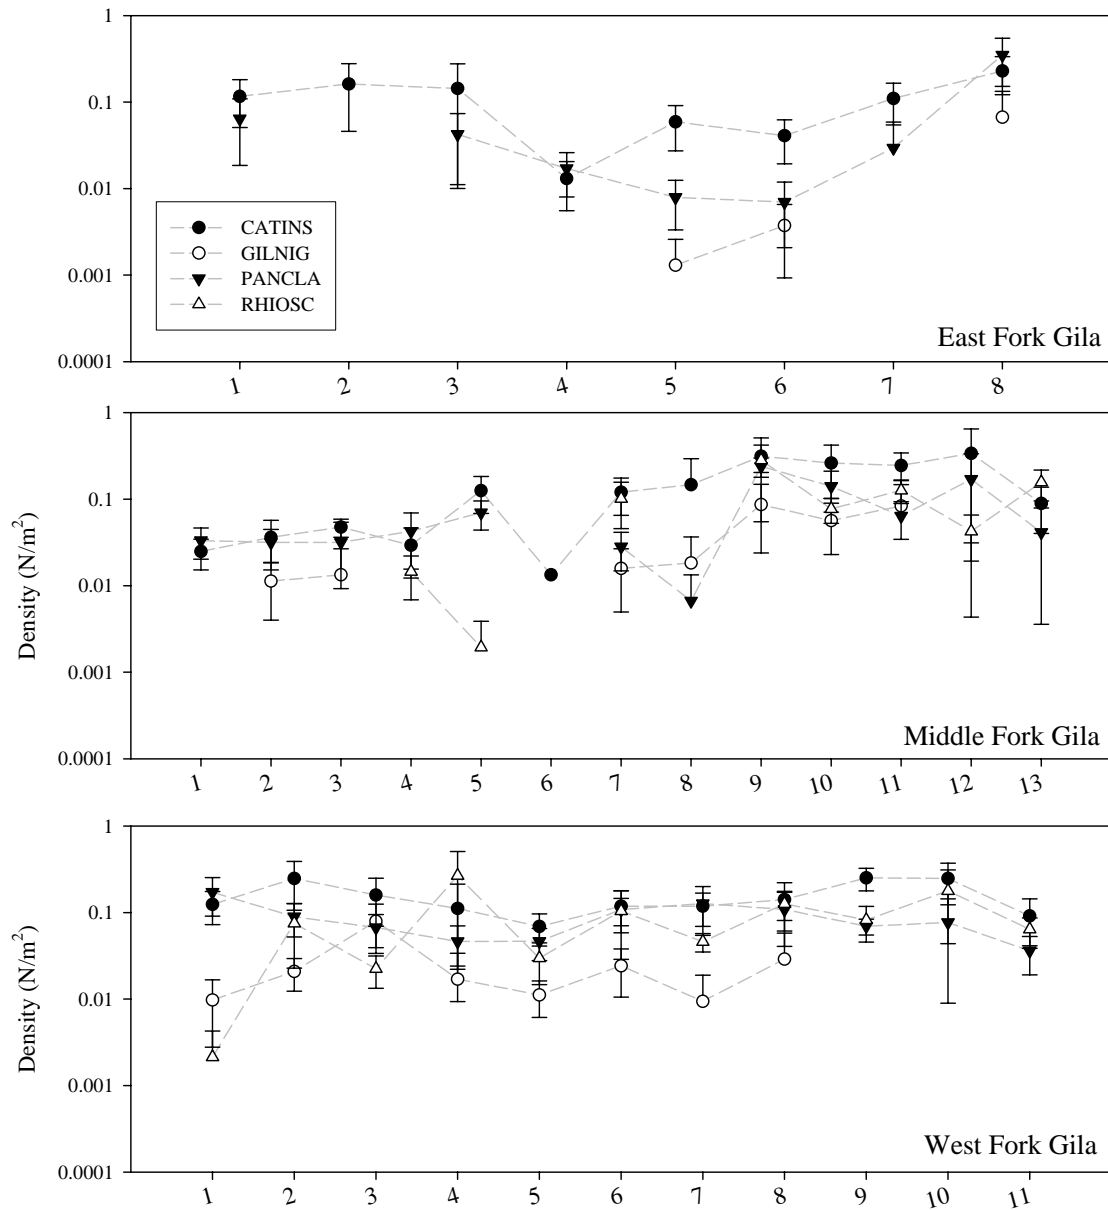 1
0.1
0.01
0.001
0.0001
CATINS
GILNIG
PANCLA
RHIOSC
East Fork Gila
1 2 3 4 5 6 7 8
Density (N/m²)
1
0.1
0.01
0.001
0.0001
Middle Fork Gila
1 2 3 4 5 6 7 8 9 10 11 12 13
Density (N/m²)
1
0.1
0.01
0.001
0.0001
West Fork Gila
1 2 3 4 5 6 7 8 9 10 11